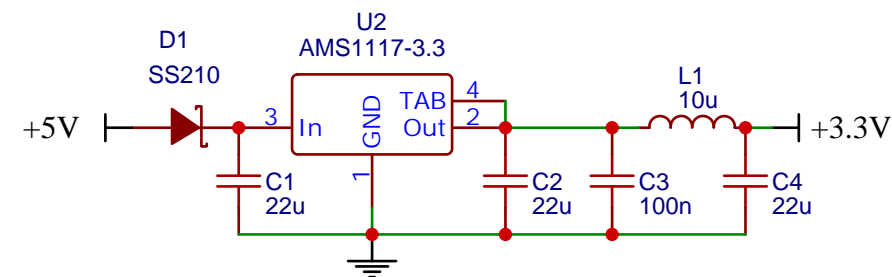 U2
AMS1117-3.3
D1
SS210
L1
10u
TAB
4
3
In
GND
Out
2
1
+5V
+3.3V
C1
22u
C2
22u
C3
100n
C4
22u